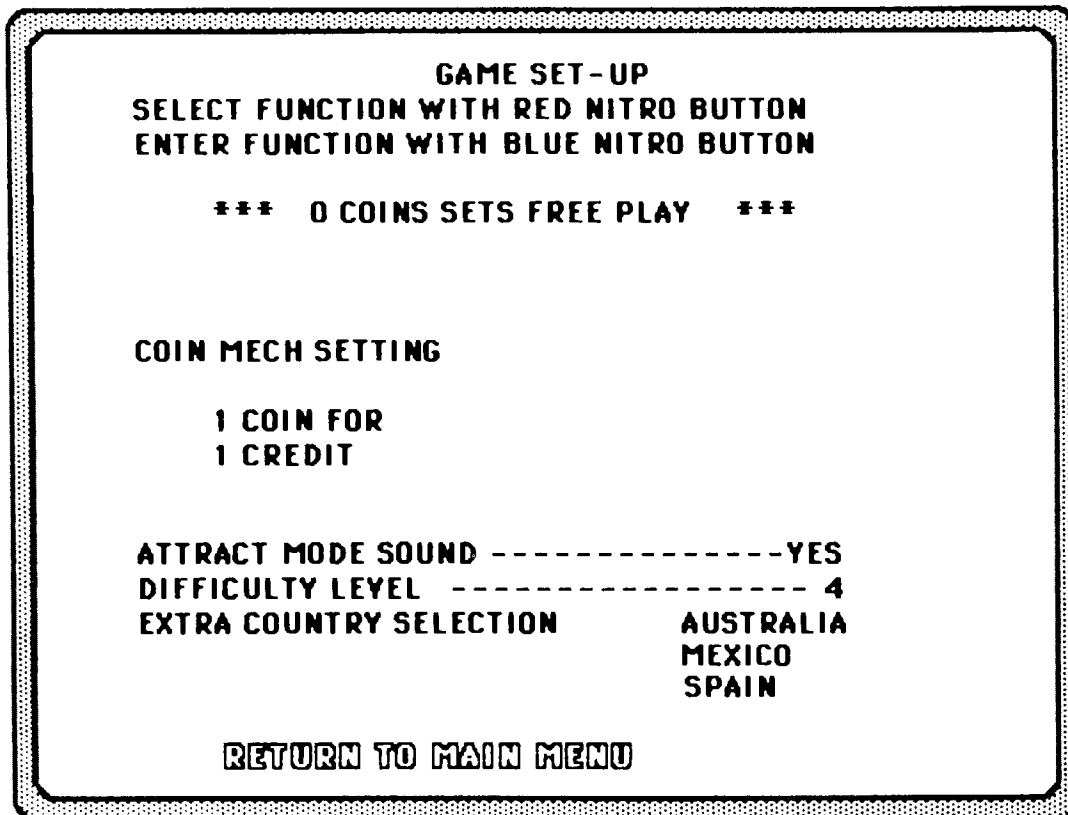 GAME SET-UP
SELECT FUNCTION WITH RED NITRO BUTTON
ENTER FUNCTION WITH BLUE NITRO BUTTON
*** 0 COINS SETS FREE PLAY ***
COIN MECH SETTING
1 COIN FOR
1 CREDIT
ATTRACT MODE SOUND --------------YES
DIFFICULTY LEVEL ----------------- 4
EXTRA COUNTRY SELECTION AUSTRALIA
MEXICO
SPAIN
RETURN TO MAIN MENU